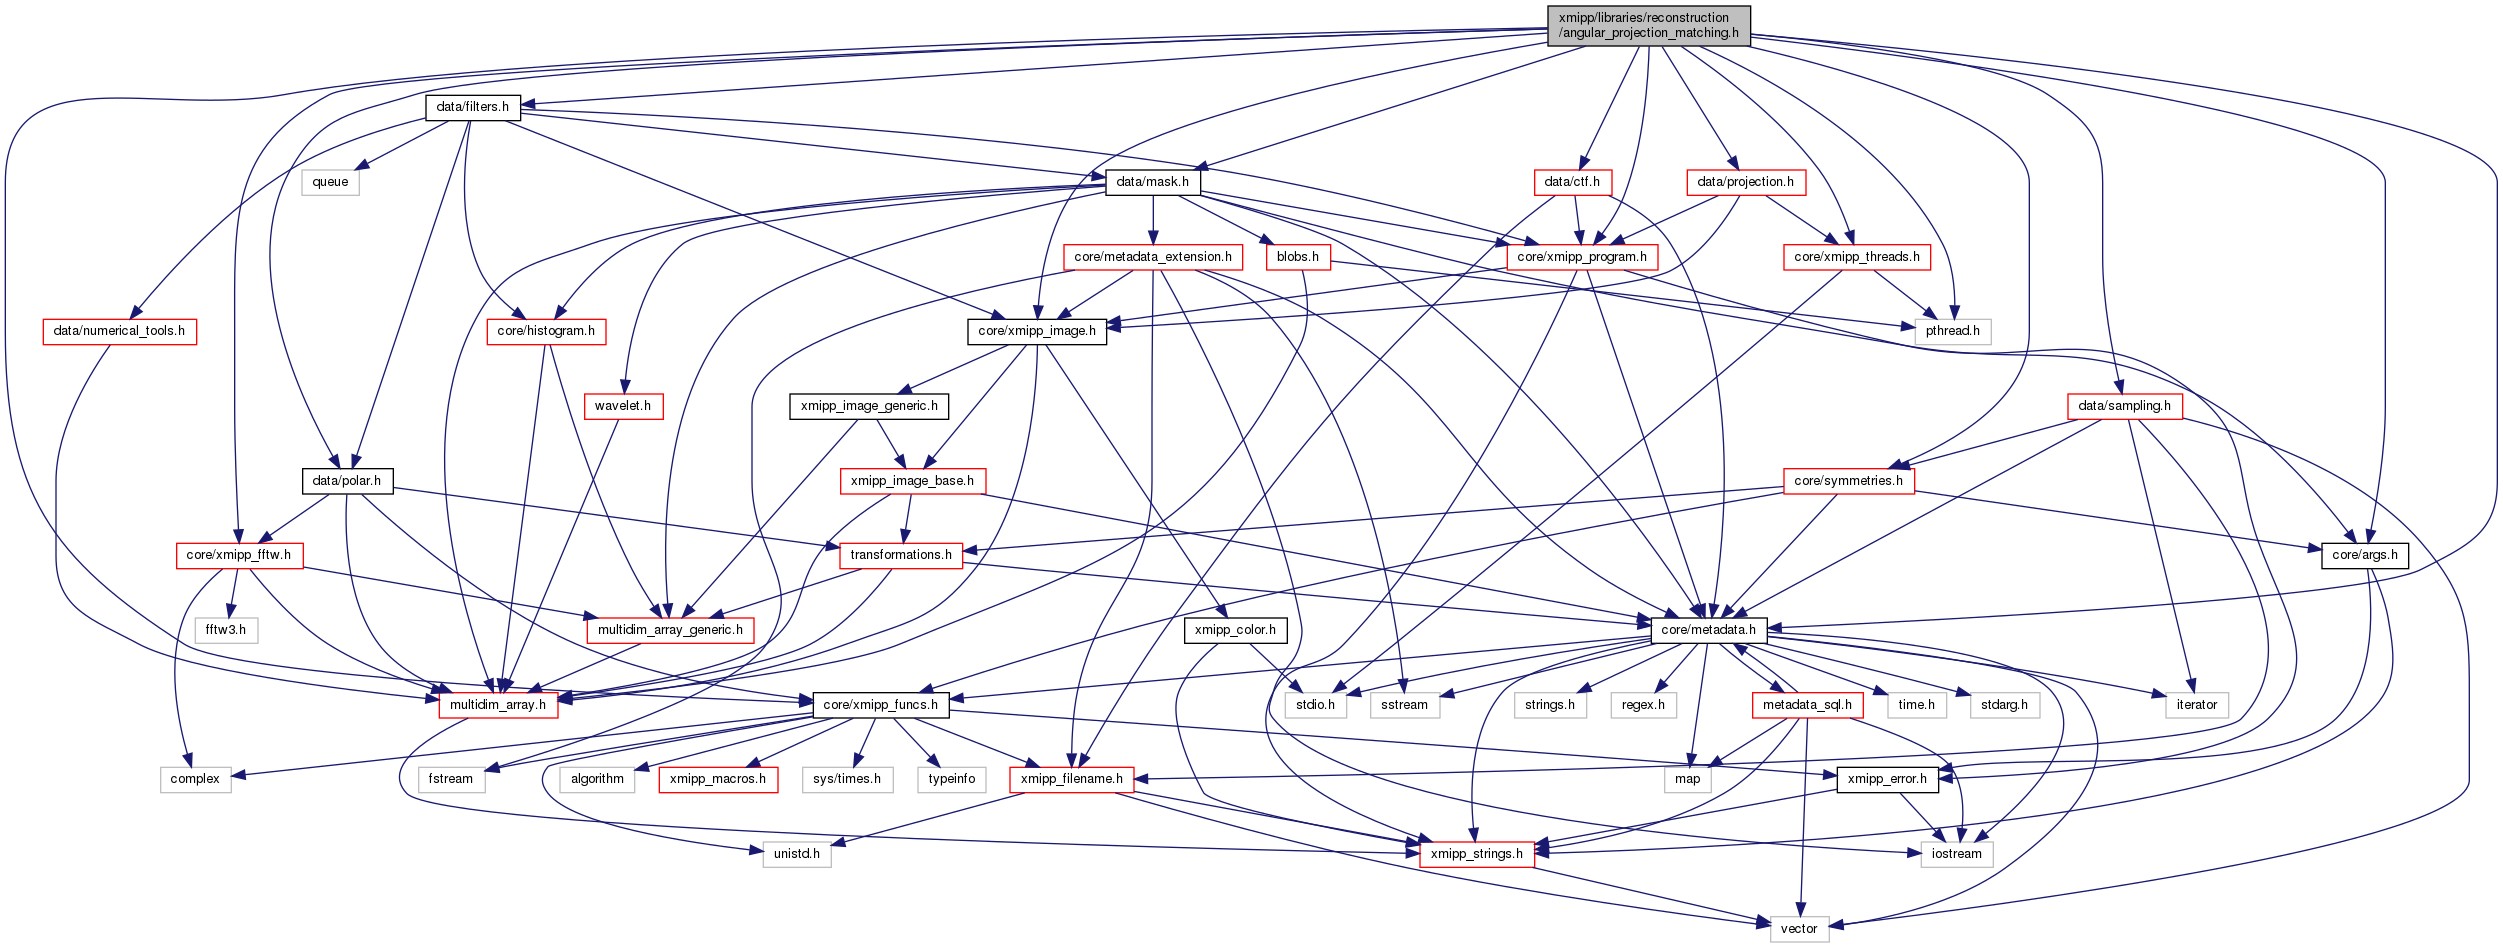 xmipp/libraries/reconstruction
/angular_projection_matching.h
data/filters.h
queue
data/mask.h
data/ctf.h
data/projection.h
core/metadata_extension.h
blobs.h
core/xmipp_program.h
core/xmipp_threads.h
data/numerical_tools.h
core/histogram.h
core/xmipp_image.h
pthread.h
wavelet.h
xmipp_image_generic.h
data/sampling.h
data/polar.h
xmipp_image_base.h
core/symmetries.h
core/xmipp_fftw.h
transformations.h
core/args.h
fftw3.h
multidim_array_generic.h
xmipp_color.h
core/metadata.h
multidim_array.h
core/xmipp_funcs.h
stdio.h
sstream
strings.h
regex.h
metadata_sql.h
time.h
stdarg.h
iterator
complex
fstream
algorithm
xmipp_macros.h
sys/times.h
typeinfo
xmipp_filename.h
map
xmipp_error.h
unistd.h
xmipp_strings.h
iostream
vector